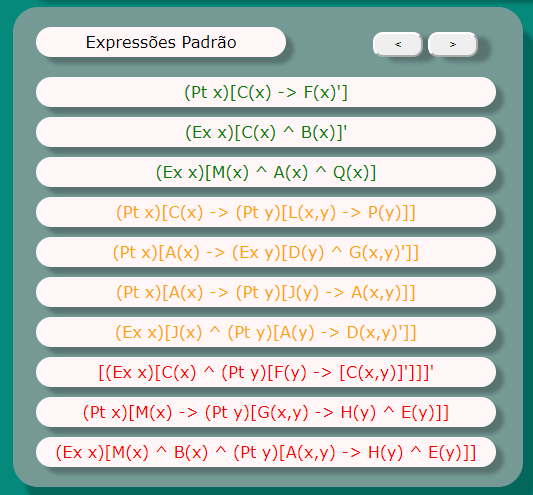 Expressões Padrão
< >
(Pt x)[C(x) -> F(x)']
(Ex x)[C(x) ^ B(x)]'
(Ex x)[M(x) ^ A(x) ^ Q(x)]
(Pt x)[C(x) -> (Pt y)[L(x,y) -> P(y)]]
(Pt x)[A(x) -> (Ex y)[D(y) ^ G(x,y)']]
(Pt x)[A(x) -> (Pt y)[J(y) -> A(x,y)]]
(Ex x)[J(x) ^ (Pt y)[A(y) -> D(x,y)']]
[(Ex x)[C(x) ^ (Pt y)[F(y) -> [C(x,y)]']]]'
(Pt x)[M(x) -> (Pt y)[G(x,y) -> H(y) ^ E(y)]]
(Ex x)[M(x) ^ B(x) ^ (Pt y)[A(x,y) -> H(y) ^ E(y)]]